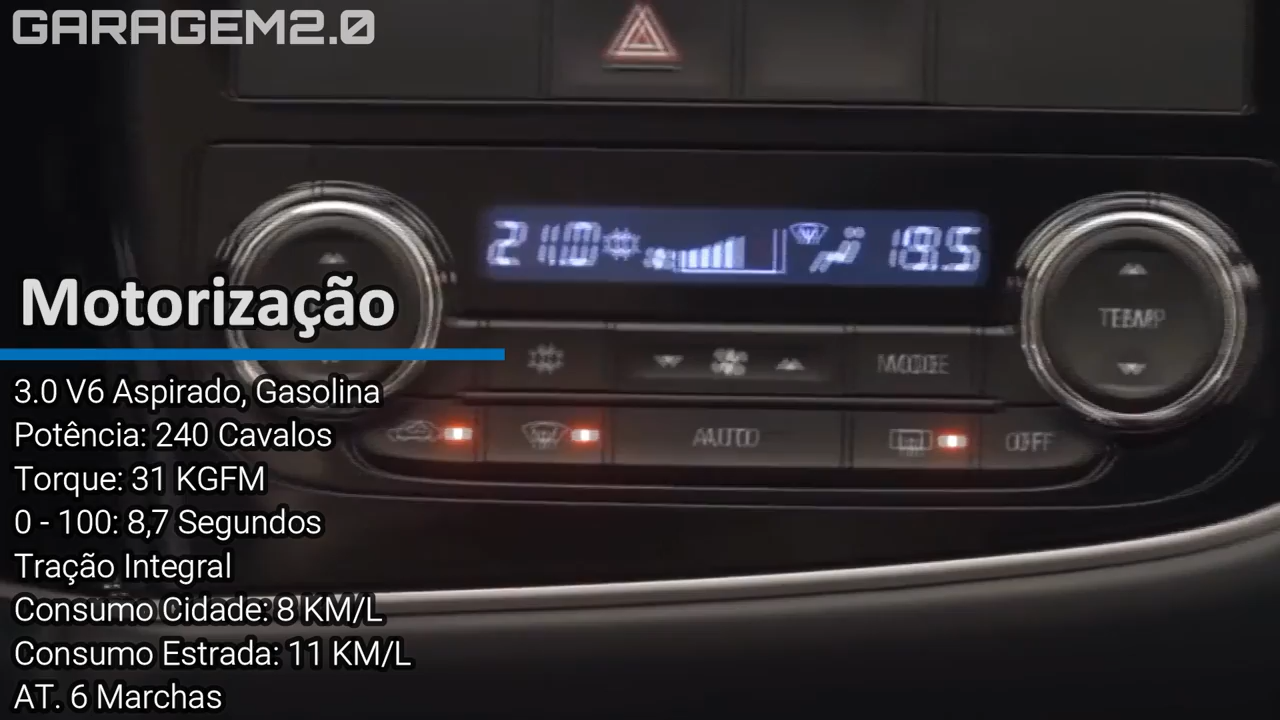 GARAGEM2.0
18.5
Motorização
TEMP
MODE
3.0 V6 Aspirado, Gasolina
Potência: 240 Cavalos
AUTO
OFF
Torque: 31 KGFM
0 - 100: 8,7 Segundos
Tração Integral
Consumo Cidade: 8 KM/L
Consumo Estrada: 11 KM/L
AT. 6 Marchas